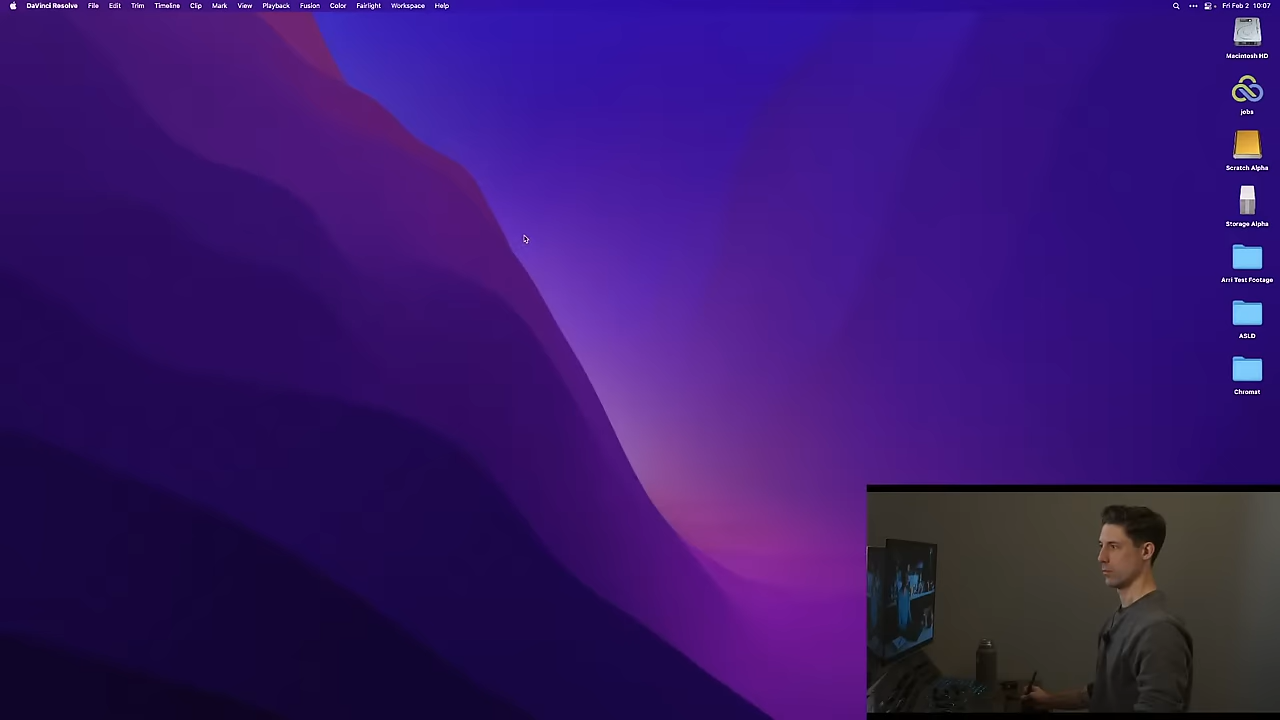 DaVinci Resolve File Edit Trim Timeline Clip Mark View Playback Fusion Color Fairlight Workspace Help Fri Feb 2 10:07
Macintosh HD
jobs
Scratch Alpha
Storage Alpha
Arri Test Footage
ASLD
Chromat